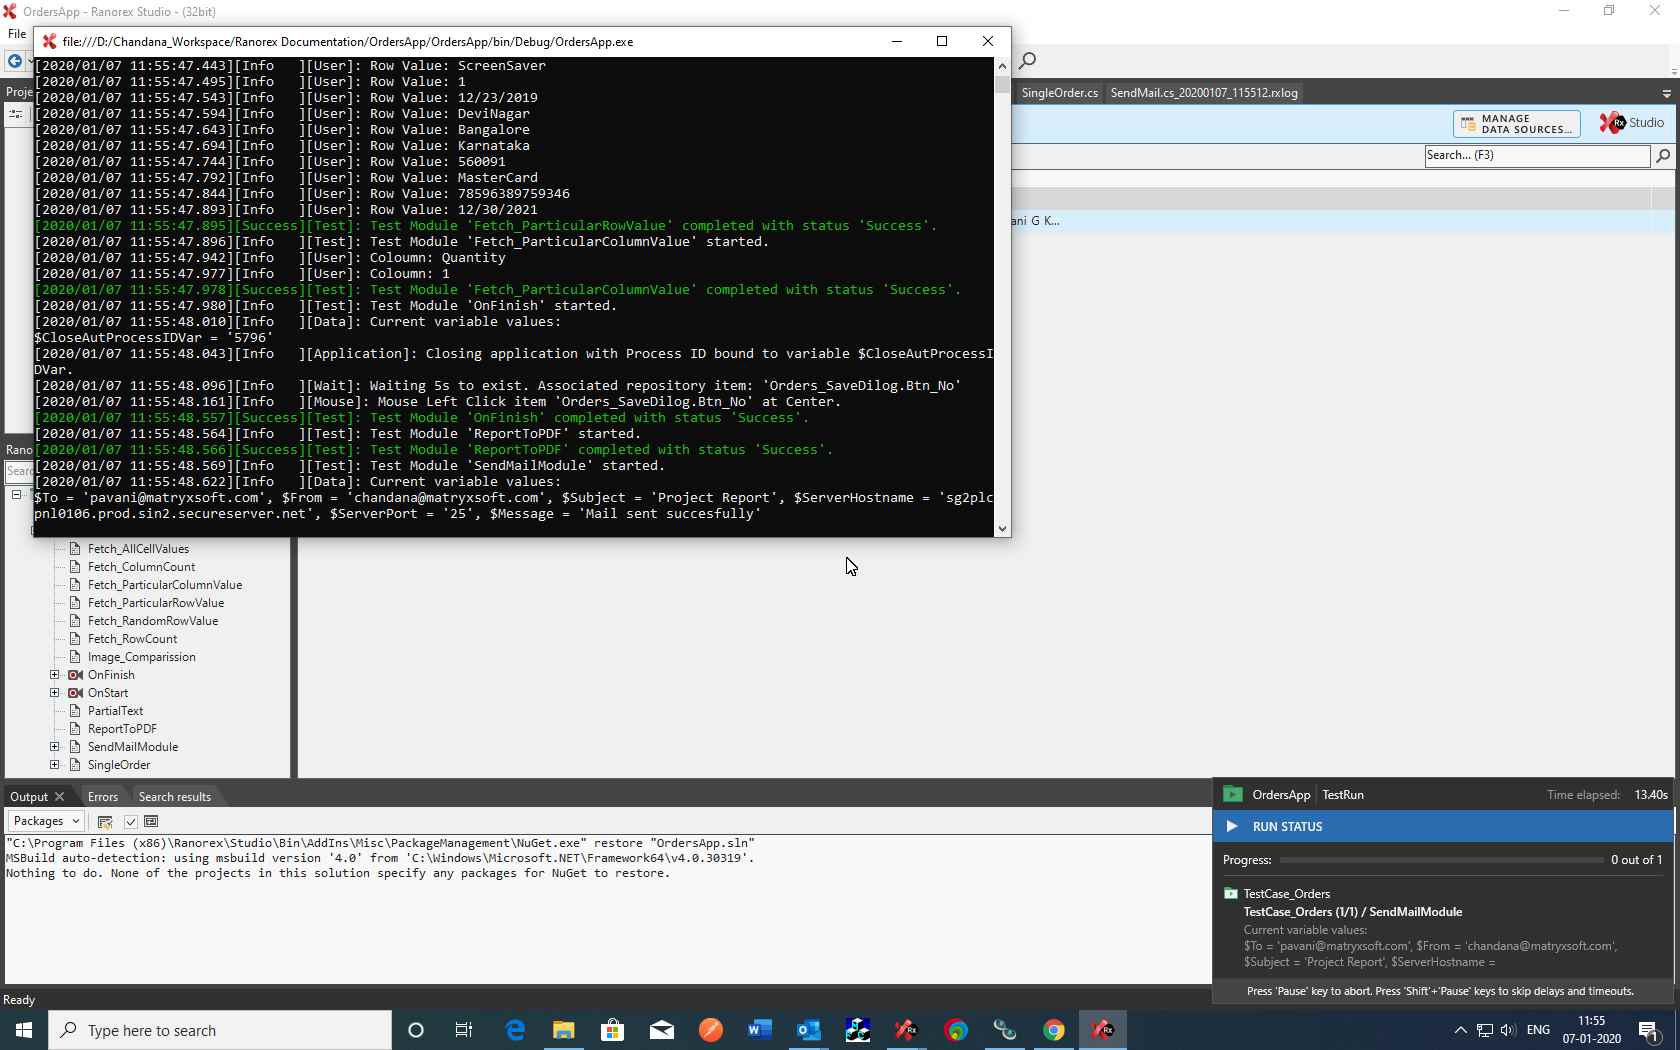 OrdersApp - Ranorex Studio - (32bit)
File
file:///D:/Chandana_Workspace/Ranorex Documentation/OrdersApp/OrdersApp/bin/Debug/OrdersApp.exe
[2020/01/07 11:55:47.443][Info   ][User]: Row Value: ScreenSaver
[2020/01/07 11:55:47.495][Info   ][User]: Row Value: 1
[2020/01/07 11:55:47.543][Info   ][User]: Row Value: 12/23/2019
[2020/01/07 11:55:47.594][Info   ][User]: Row Value: DeviNagar
[2020/01/07 11:55:47.643][Info   ][User]: Row Value: Bangalore
[2020/01/07 11:55:47.694][Info   ][User]: Row Value: Karnataka
[2020/01/07 11:55:47.744][Info   ][User]: Row Value: 560091
[2020/01/07 11:55:47.792][Info   ][User]: Row Value: MasterCard
[2020/01/07 11:55:47.844][Info   ][User]: Row Value: 78596389759346
[2020/01/07 11:55:47.893][Info   ][User]: Row Value: 12/30/2021
[2020/01/07 11:55:47.895][Success][Test]: Test Module 'Fetch_ParticularRowValue' completed with status 'Success'.
[2020/01/07 11:55:47.896][Info   ][Test]: Test Module 'Fetch_ParticularColumnValue' started.
[2020/01/07 11:55:47.942][Info   ][User]: Coloumn: Quantity
[2020/01/07 11:55:47.977][Info   ][User]: Coloumn: 1
[2020/01/07 11:55:47.978][Success][Test]: Test Module 'Fetch_ParticularColumnValue' completed with status 'Success'.
[2020/01/07 11:55:47.980][Info   ][Test]: Test Module 'OnFinish' started.
[2020/01/07 11:55:48.010][Info   ][Data]: Current variable values:
$CloseAutProcessIDVar = '5796'
[2020/01/07 11:55:48.043][Info   ][Application]: Closing application with Process ID bound to variable $CloseAutProcessI
DVar.
[2020/01/07 11:55:48.096][Info   ][Wait]: Waiting 5s to exist. Associated repository item: 'Orders_SaveDilog.Btn_No'
[2020/01/07 11:55:48.161][Info   ][Mouse]: Mouse Left Click item 'Orders_SaveDilog.Btn_No' at Center.
[2020/01/07 11:55:48.557][Success][Test]: Test Module 'OnFinish' completed with status 'Success'.
[2020/01/07 11:55:48.564][Info   ][Test]: Test Module 'ReportToPDF' started.
[2020/01/07 11:55:48.566][Success][Test]: Test Module 'ReportToPDF' completed with status 'Success'.
[2020/01/07 11:55:48.569][Info   ][Test]: Test Module 'SendMailModule' started.
[2020/01/07 11:55:48.622][Info   ][Data]: Current variable values:
$To = 'pavani@matryxsoft.com', $From = 'chandana@matryxsoft.com', $Subject = 'Project Report', $ServerHostname = 'sg2plc
pnl0106.prod.sin2.secureserver.net', $ServerPort = '25', $Message = 'Mail sent succesfully'
SingleOrder.cs
SendMail.cs_20200107_115512.rxlog
MANAGE
DATA SOURCES...
Rx Studio
Search... (F3)
ani G K...
Proje
Rano
Searc
Fetch_AllCellValues
Fetch_ColumnCount
Fetch_ParticularColumnValue
Fetch_ParticularRowValue
Fetch_RandomRowValue
Fetch_RowCount
Image_Comparission
OnFinish
OnStart
PartialText
ReportToPDF
SendMailModule
SingleOrder
Output
Errors
Search results
Packages
"C:\Program Files (x86)\Ranorex\Studio\Bin\AddIns\Misc\PackageManagement\NuGet.exe" restore "OrdersApp.sln"
MSBuild auto-detection: using msbuild version '4.0' from 'C:\Windows\Microsoft.NET\Framework64\v4.0.30319'.
Nothing to do. None of the projects in this solution specify any packages for NuGet to restore.
OrdersApp | TestRun
Time elapsed: 13.40s
RUN STATUS
Progress: 0 out of 1
TestCase_Orders
TestCase_Orders (1/1) / SendMailModule
Current variable values:
$To = 'pavani@matryxsoft.com', $From = 'chandana@matryxsoft.com',
$Subject = 'Project Report', $ServerHostname =
Press 'Pause' key to abort. Press 'Shift'+'Pause' keys to skip delays and timeouts.
Ready
Type here to search
ENG
11:55
07-01-2020
1